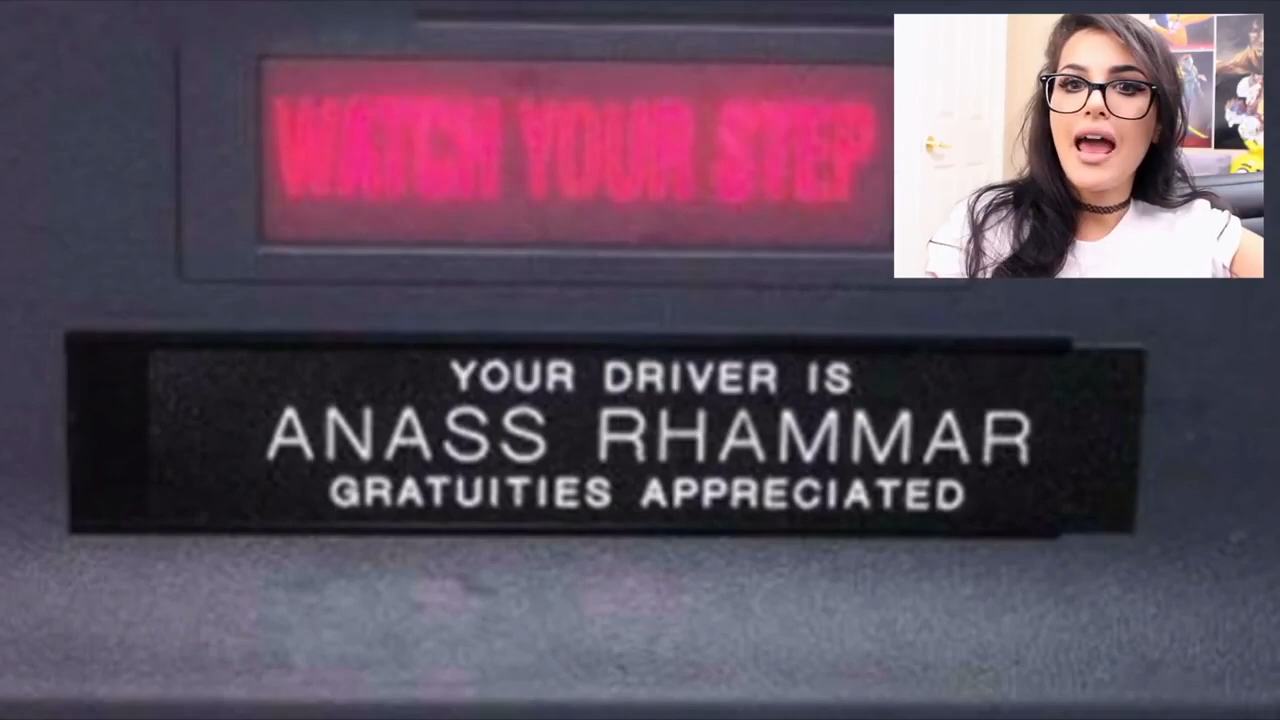 WATCH YOUR STEP
YOUR DRIVER IS
ANASS RHAMMAR
GRATUITIES APPRECIATED